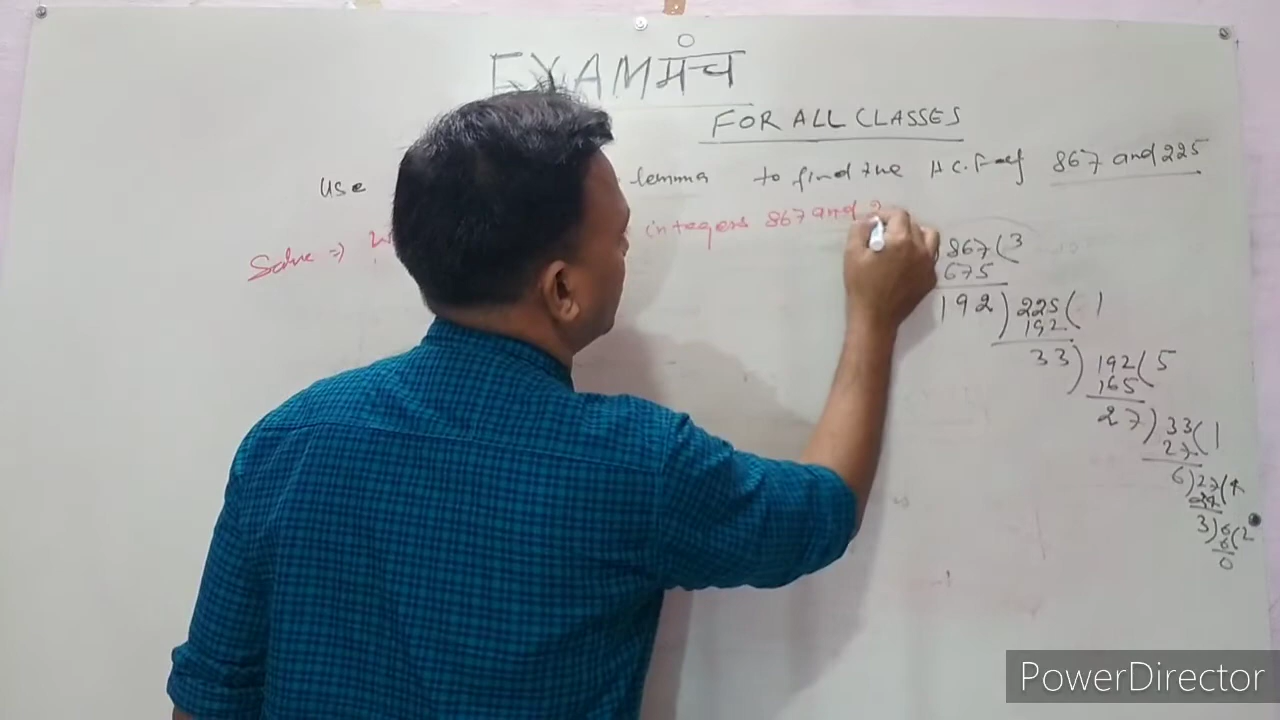 EXAMमंच
FOR ALL CLASSES
use lemma to find the H.C.F of 867 and 225
Solve => integers 867 and
867(3
675
192)225(1
192
33)192(5
165
27)33(1
27
6)27(4
24
3)6(2
6
0
PowerDirector